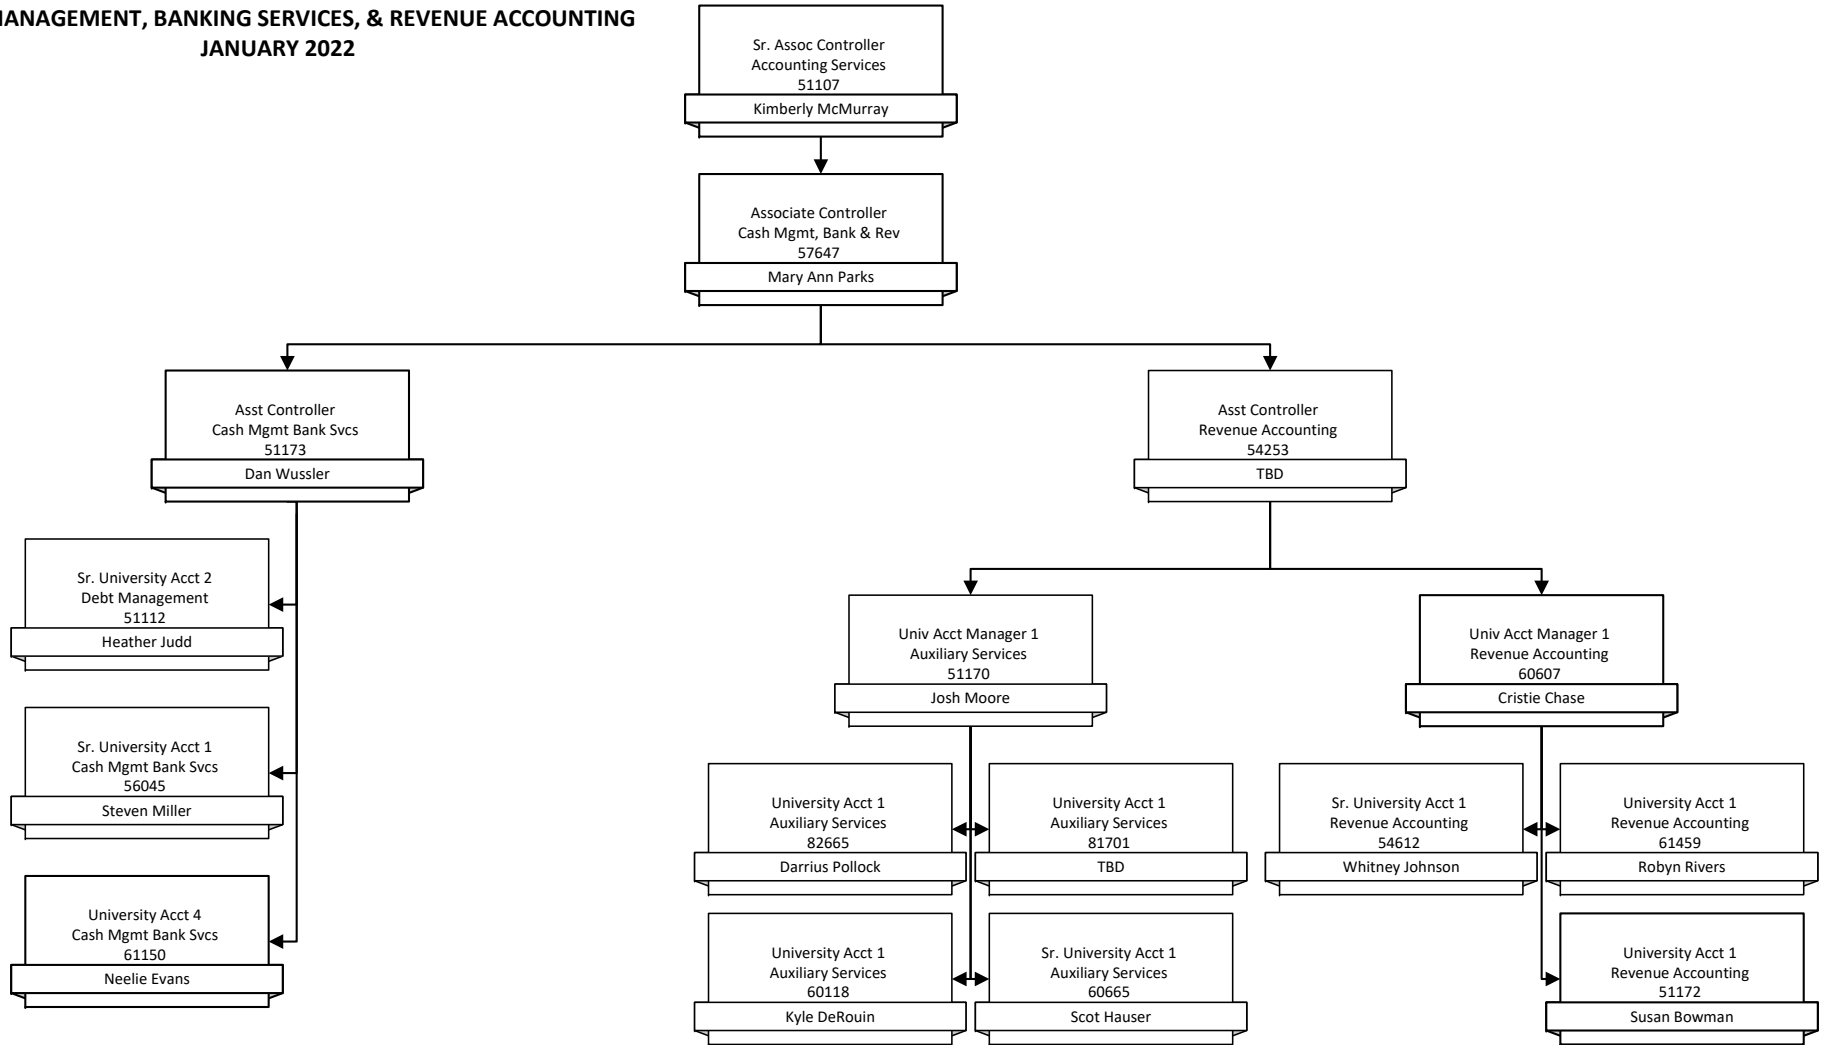 MANAGEMENT, BANKING SERVICES, & REVENUE ACCOUNTING
JANUARY 2022
Sr. Assoc Controller
Accounting Services
51107
Kimberly McMurray
Associate Controller
Cash Mgmt, Bank & Rev
57647
Mary Ann Parks
Asst Controller
Cash Mgmt Bank Svcs
51173
Dan Wussler
Asst Controller
Revenue Accounting
54253
TBD
Sr. University Acct 2
Debt Management
51112
Heather Judd
Sr. University Acct 1
Cash Mgmt Bank Svcs
56045
Steven Miller
University Acct 4
Cash Mgmt Bank Svcs
61150
Neelie Evans
Univ Acct Manager 1
Auxiliary Services
51170
Josh Moore
Univ Acct Manager 1
Revenue Accounting
60607
Cristie Chase
University Acct 1
Auxiliary Services
82665
Darrius Pollock
University Acct 1
Auxiliary Services
81701
TBD
University Acct 1
Auxiliary Services
60118
Kyle DeRouin
Sr. University Acct 1
Auxiliary Services
60665
Scot Hauser
Sr. University Acct 1
Revenue Accounting
54612
Whitney Johnson
University Acct 1
Revenue Accounting
61459
Robyn Rivers
University Acct 1
Revenue Accounting
51172
Susan Bowman